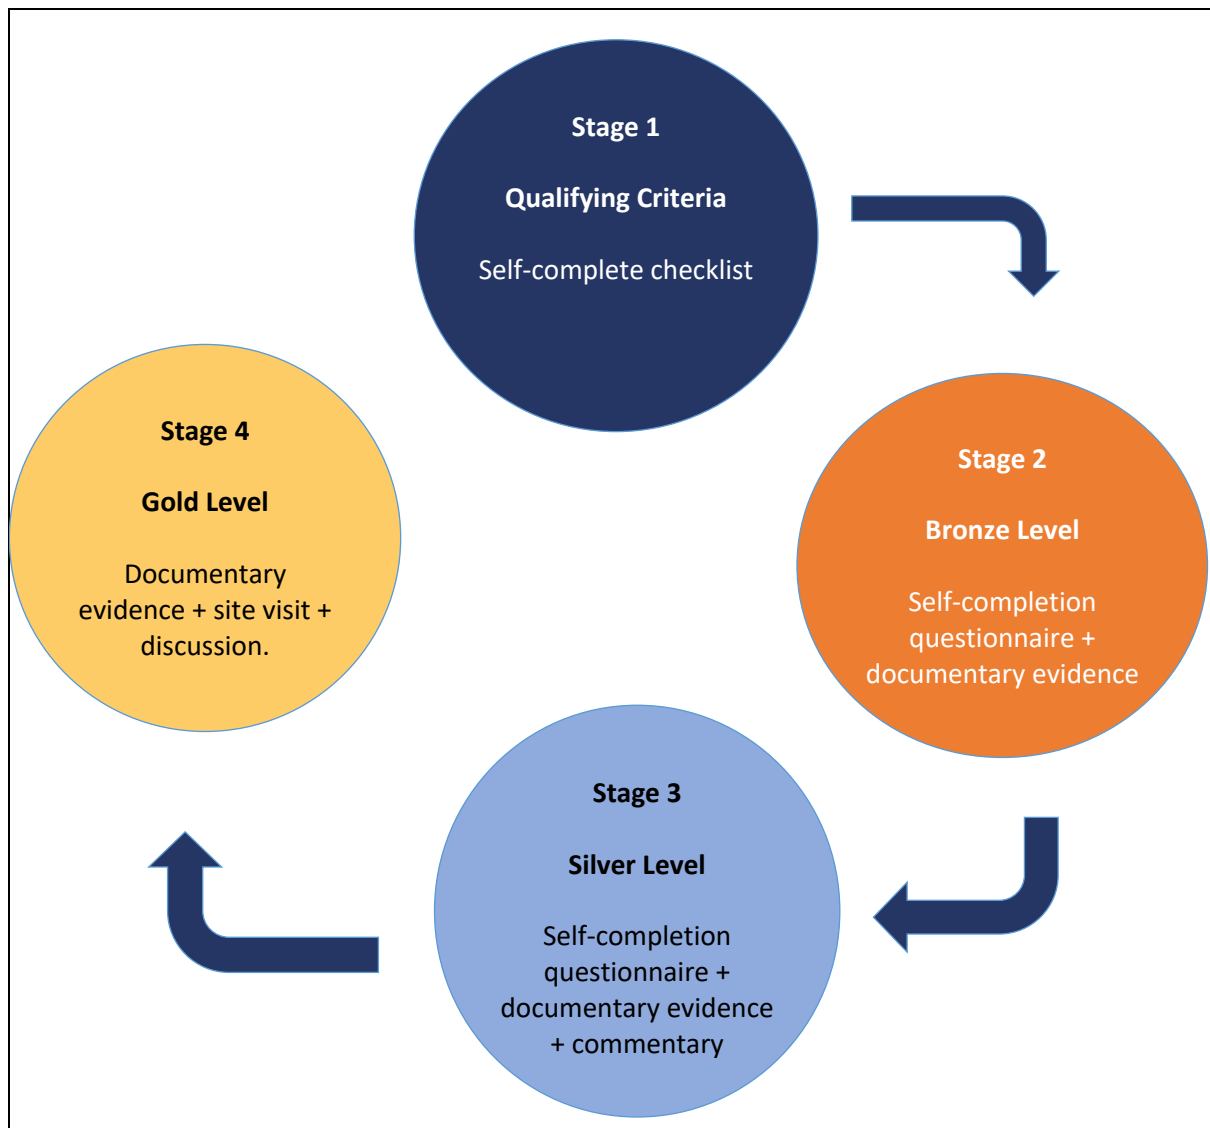 Stage 1
Qualifying Criteria
Self-complete checklist
Stage 2
Bronze Level
Self-completion
questionnaire +
documentary evidence
Stage 3
Silver Level
Self-completion
questionnaire +
documentary evidence
+ commentary
Stage 4
Gold Level
Documentary
evidence + site visit +
discussion.